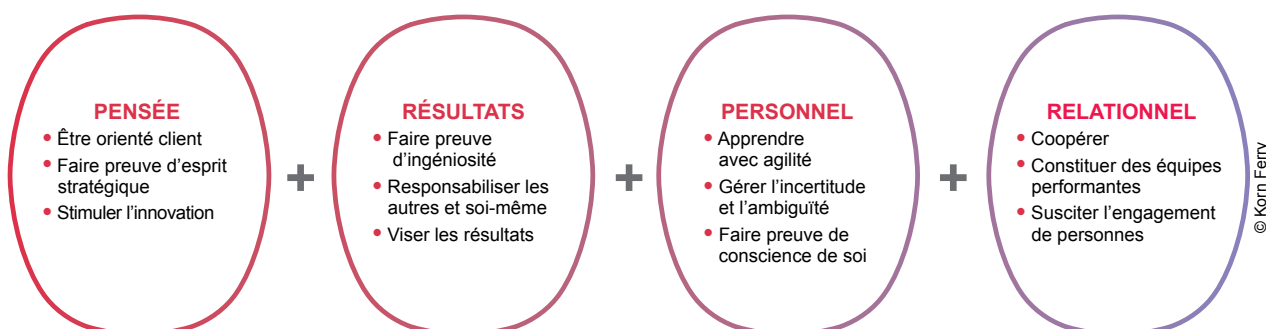 PENSÉE
• Être orienté client
• Faire preuve d'esprit
stratégique
• Stimuler l'innovation
+
RÉSULTATS
• Faire preuve
d'ingéniosité
• Responsabiliser les
autres et soi-même
• Viser les résultats
+
PERSONNEL
• Apprendre
avec agilité
• Gérer l'incertitude
et l'ambiguïté
• Faire preuve de
conscience de soi
+
RELATIONNEL
• Coopérer
• Constituer des équipes
performantes
• Susciter l'engagement
de personnes
© Korn Ferry